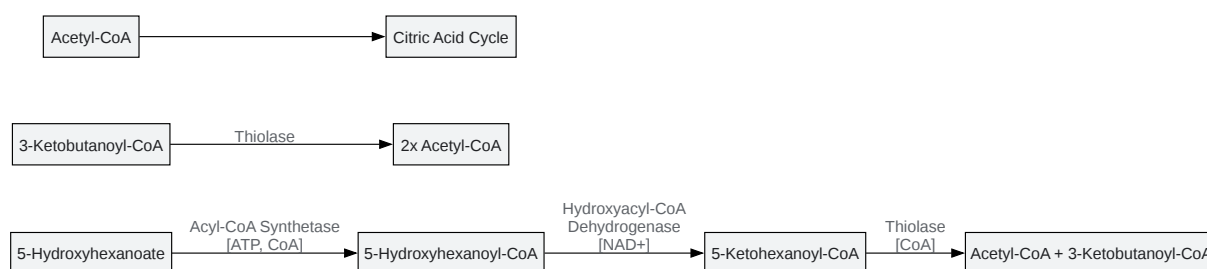 Acetyl-CoA
Citric Acid Cycle
3-Ketobutanoyl-CoA
Thiolase
2x Acetyl-CoA
5-Hydroxyhexanoate
Acyl-CoA Synthetase
[ATP, CoA]
5-Hydroxyhexanoyl-CoA
Hydroxyacyl-CoA
Dehydrogenase
[NAD+]
5-Ketohexanoyl-CoA
Thiolase
[CoA]
Acetyl-CoA + 3-Ketobutanoyl-CoA